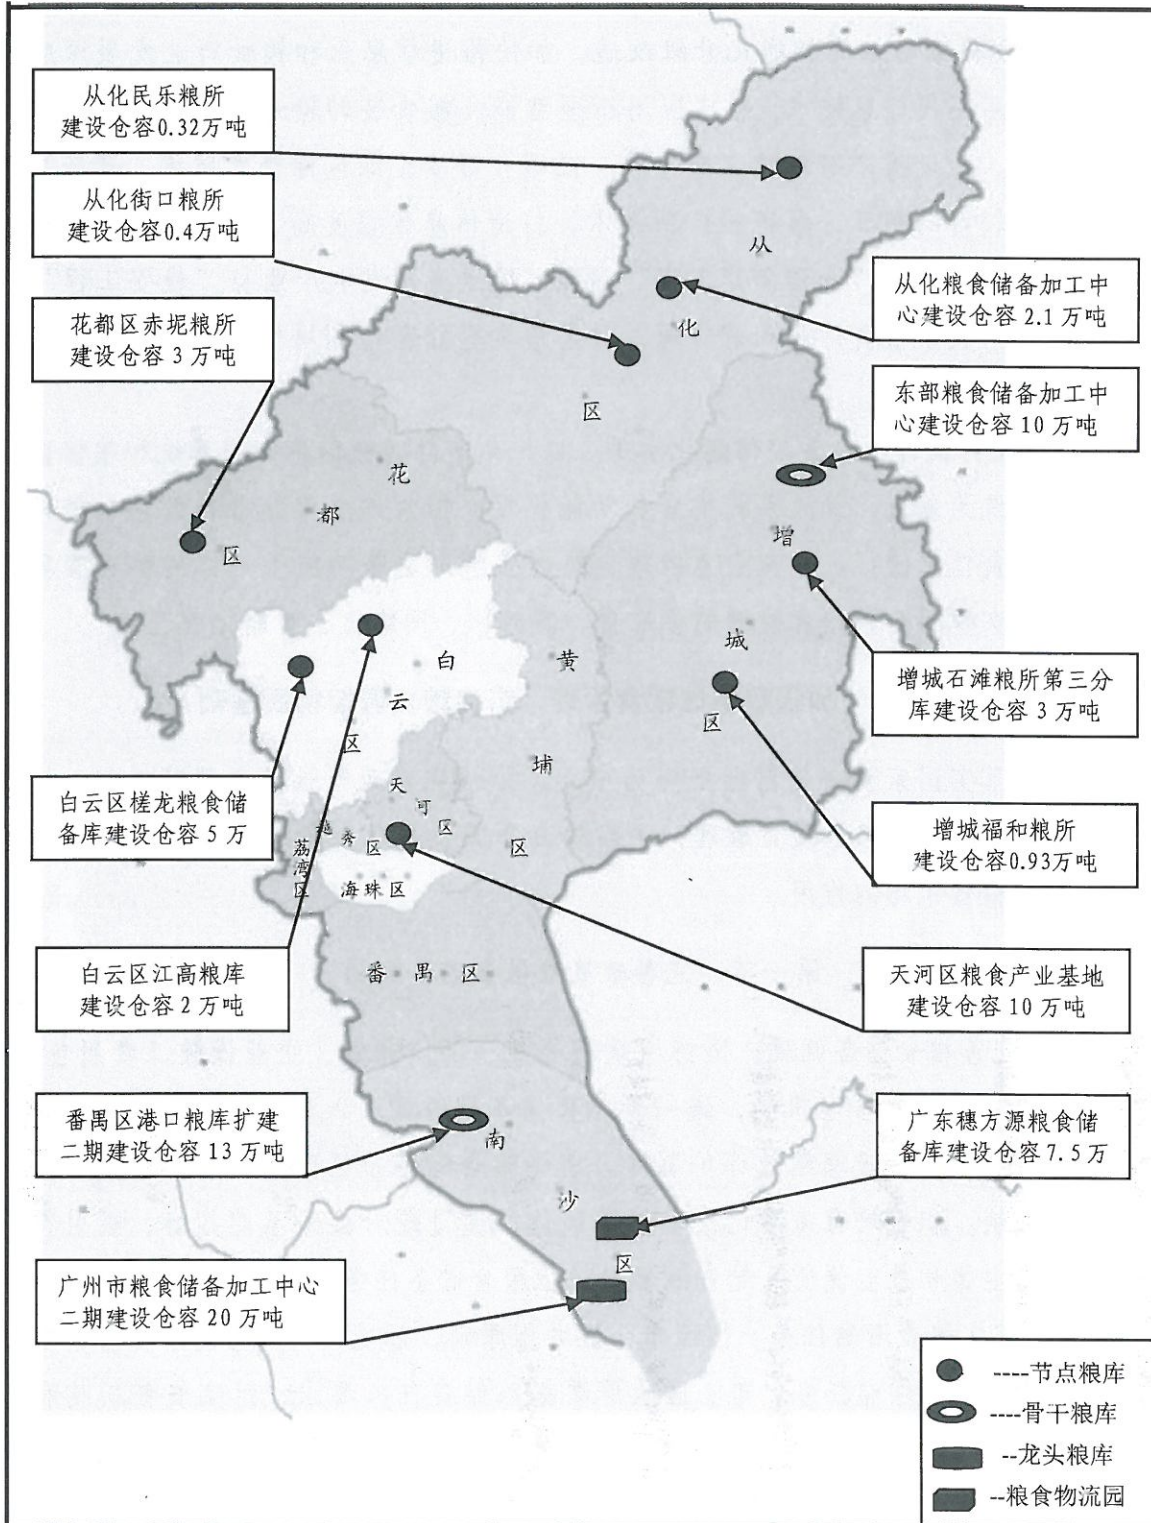 从化民乐粮所
建设仓容0.32万吨
从化街口粮所
建设仓容0.4万吨
花都区赤坭粮所
建设仓容 3 万吨
从化粮食储备加工中
心建设仓容 2.1 万吨
东部粮食储备加工中
心建设仓容 10 万吨
从
化
区
花
都
区
增
城
区
白
云
区
黄
埔
区
增城石滩粮所第三分
库建设仓容 3 万吨
白云区槎龙粮食储
备库建设仓容 5 万
天
可
区
秀
区
荔
湾
区
海珠区
增城福和粮所
建设仓容0.93万吨
白云区江高粮库
建设仓容 2 万吨
番禺区
天河区粮食产业基地
建设仓容 10 万吨
番禺区港口粮库扩建
二期建设仓容 13 万吨
南
沙
区
广东穗方源粮食储
备库建设仓容 7.5 万
广州市粮食储备加工中心
二期建设仓容 20 万吨
----节点粮库
----骨干粮库
--龙头粮库
--粮食物流园